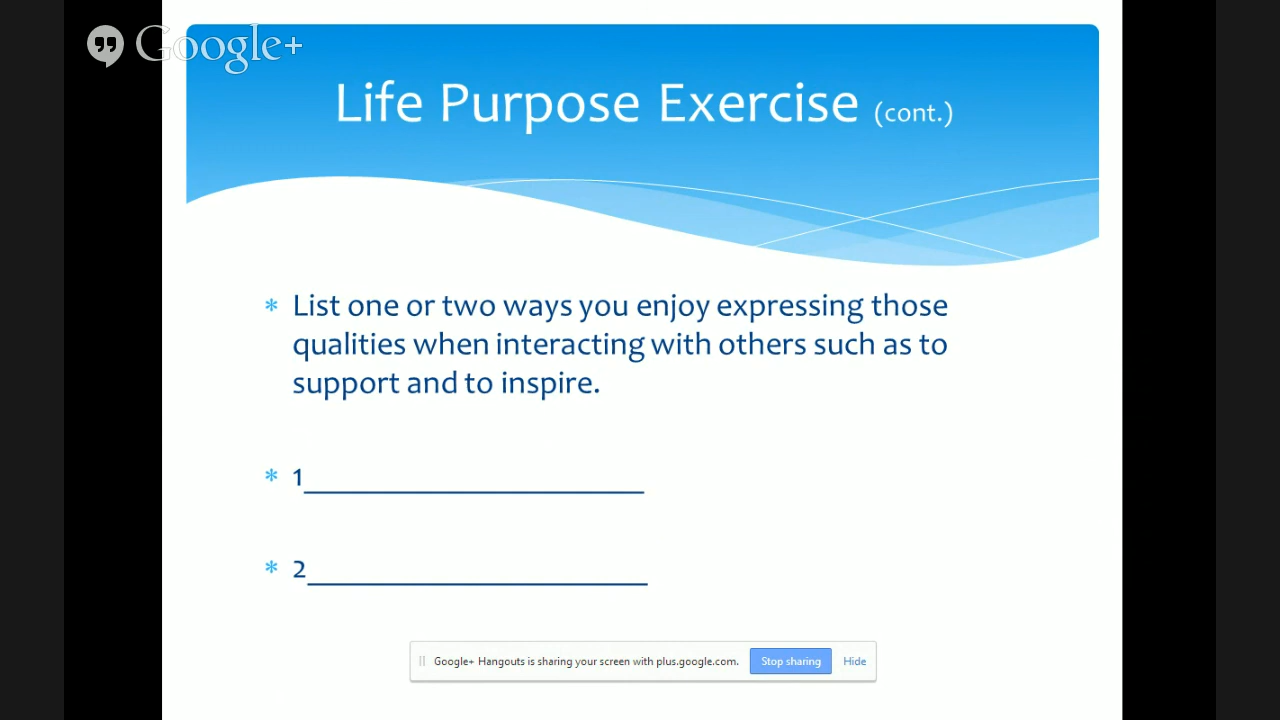 Google+
Life Purpose Exercise (cont.)
* List one or two ways you enjoy expressing those
qualities when interacting with others such as to
support and to inspire.
* 1____________________
* 2____________________
Google+ Hangouts is sharing your screen with plus.google.com. Stop sharing Hide